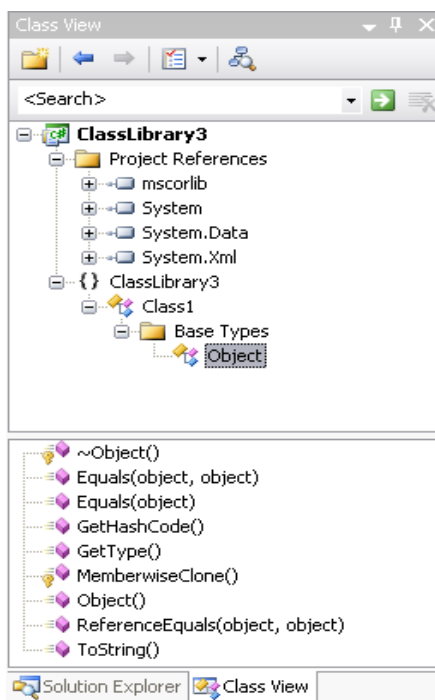 Class View
<Search>
ClassLibrary3
Project References
mscorlib
System
System.Data
System.Xml
{} ClassLibrary3
Class1
Base Types
Object
~Object()
Equals(object, object)
Equals(object)
GetHashCode()
GetType()
MemberwiseClone()
Object()
ReferenceEquals(object, object)
ToString()
Solution Explorer Class View